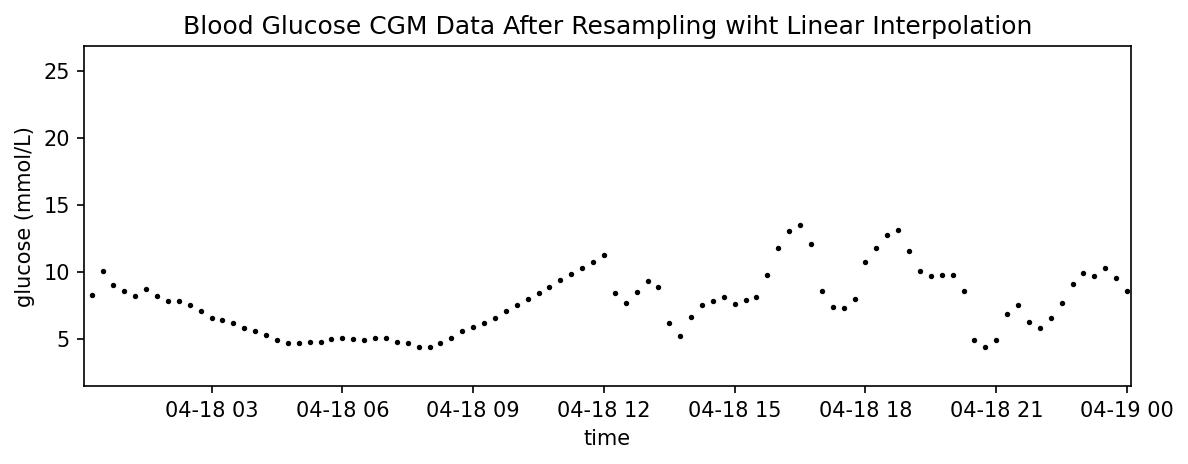 Blood Glucose CGM Data After Resampling wiht Linear Interpolation
25
20
15
10
5
glucose (mmol/L)
04-18 03 04-18 06 04-18 09 04-18 12 04-18 15 04-18 18 04-18 21 04-19 00
time